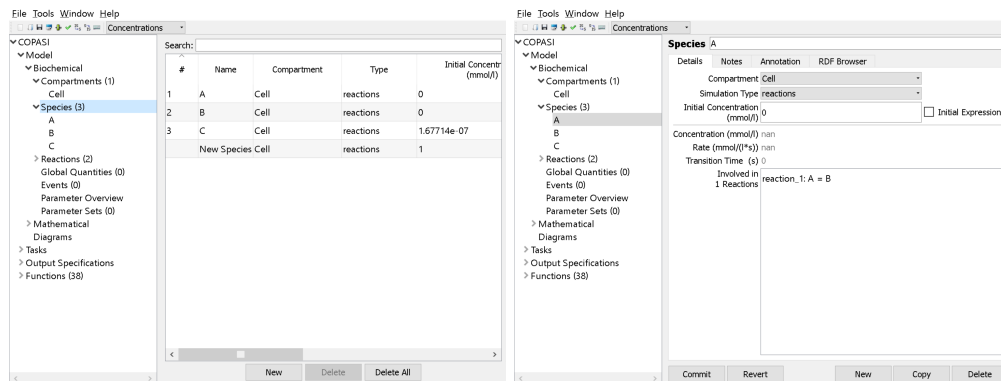 File Tools Window Help
Concentrations
COPASI
Model
Biochemical
Compartments (1)
Cell
Species (3)
A
B
C
Reactions (2)
Global Quantities (0)
Events (0)
Parameter Overview
Parameter Sets (0)
Mathematical
Diagrams
Tasks
Output Specifications
Functions (38)
Search:
# Name Compartment Type Initial Concentr
(mmol/l)
1 A Cell reactions 0
2 B Cell reactions 0
3 C Cell reactions 1.67714e-07
New Species Cell reactions 1
New Delete Delete All
File Tools Window Help
Concentrations
COPASI
Model
Biochemical
Compartments (1)
Cell
Species (3)
A
B
C
Reactions (2)
Global Quantities (0)
Events (0)
Parameter Overview
Parameter Sets (0)
Mathematical
Diagrams
Tasks
Output Specifications
Functions (38)
Species A
Details Notes Annotation RDF Browser
Compartment Cell
Simulation Type reactions
Initial Concentration
(mmol/l) 0 Initial Expression
Concentration (mmol/l) nan
Rate (mmol/(l*s)) nan
Transition Time (s) 0
Involved in
1 Reactions reaction_1: A = B
Commit Revert New Copy Delete